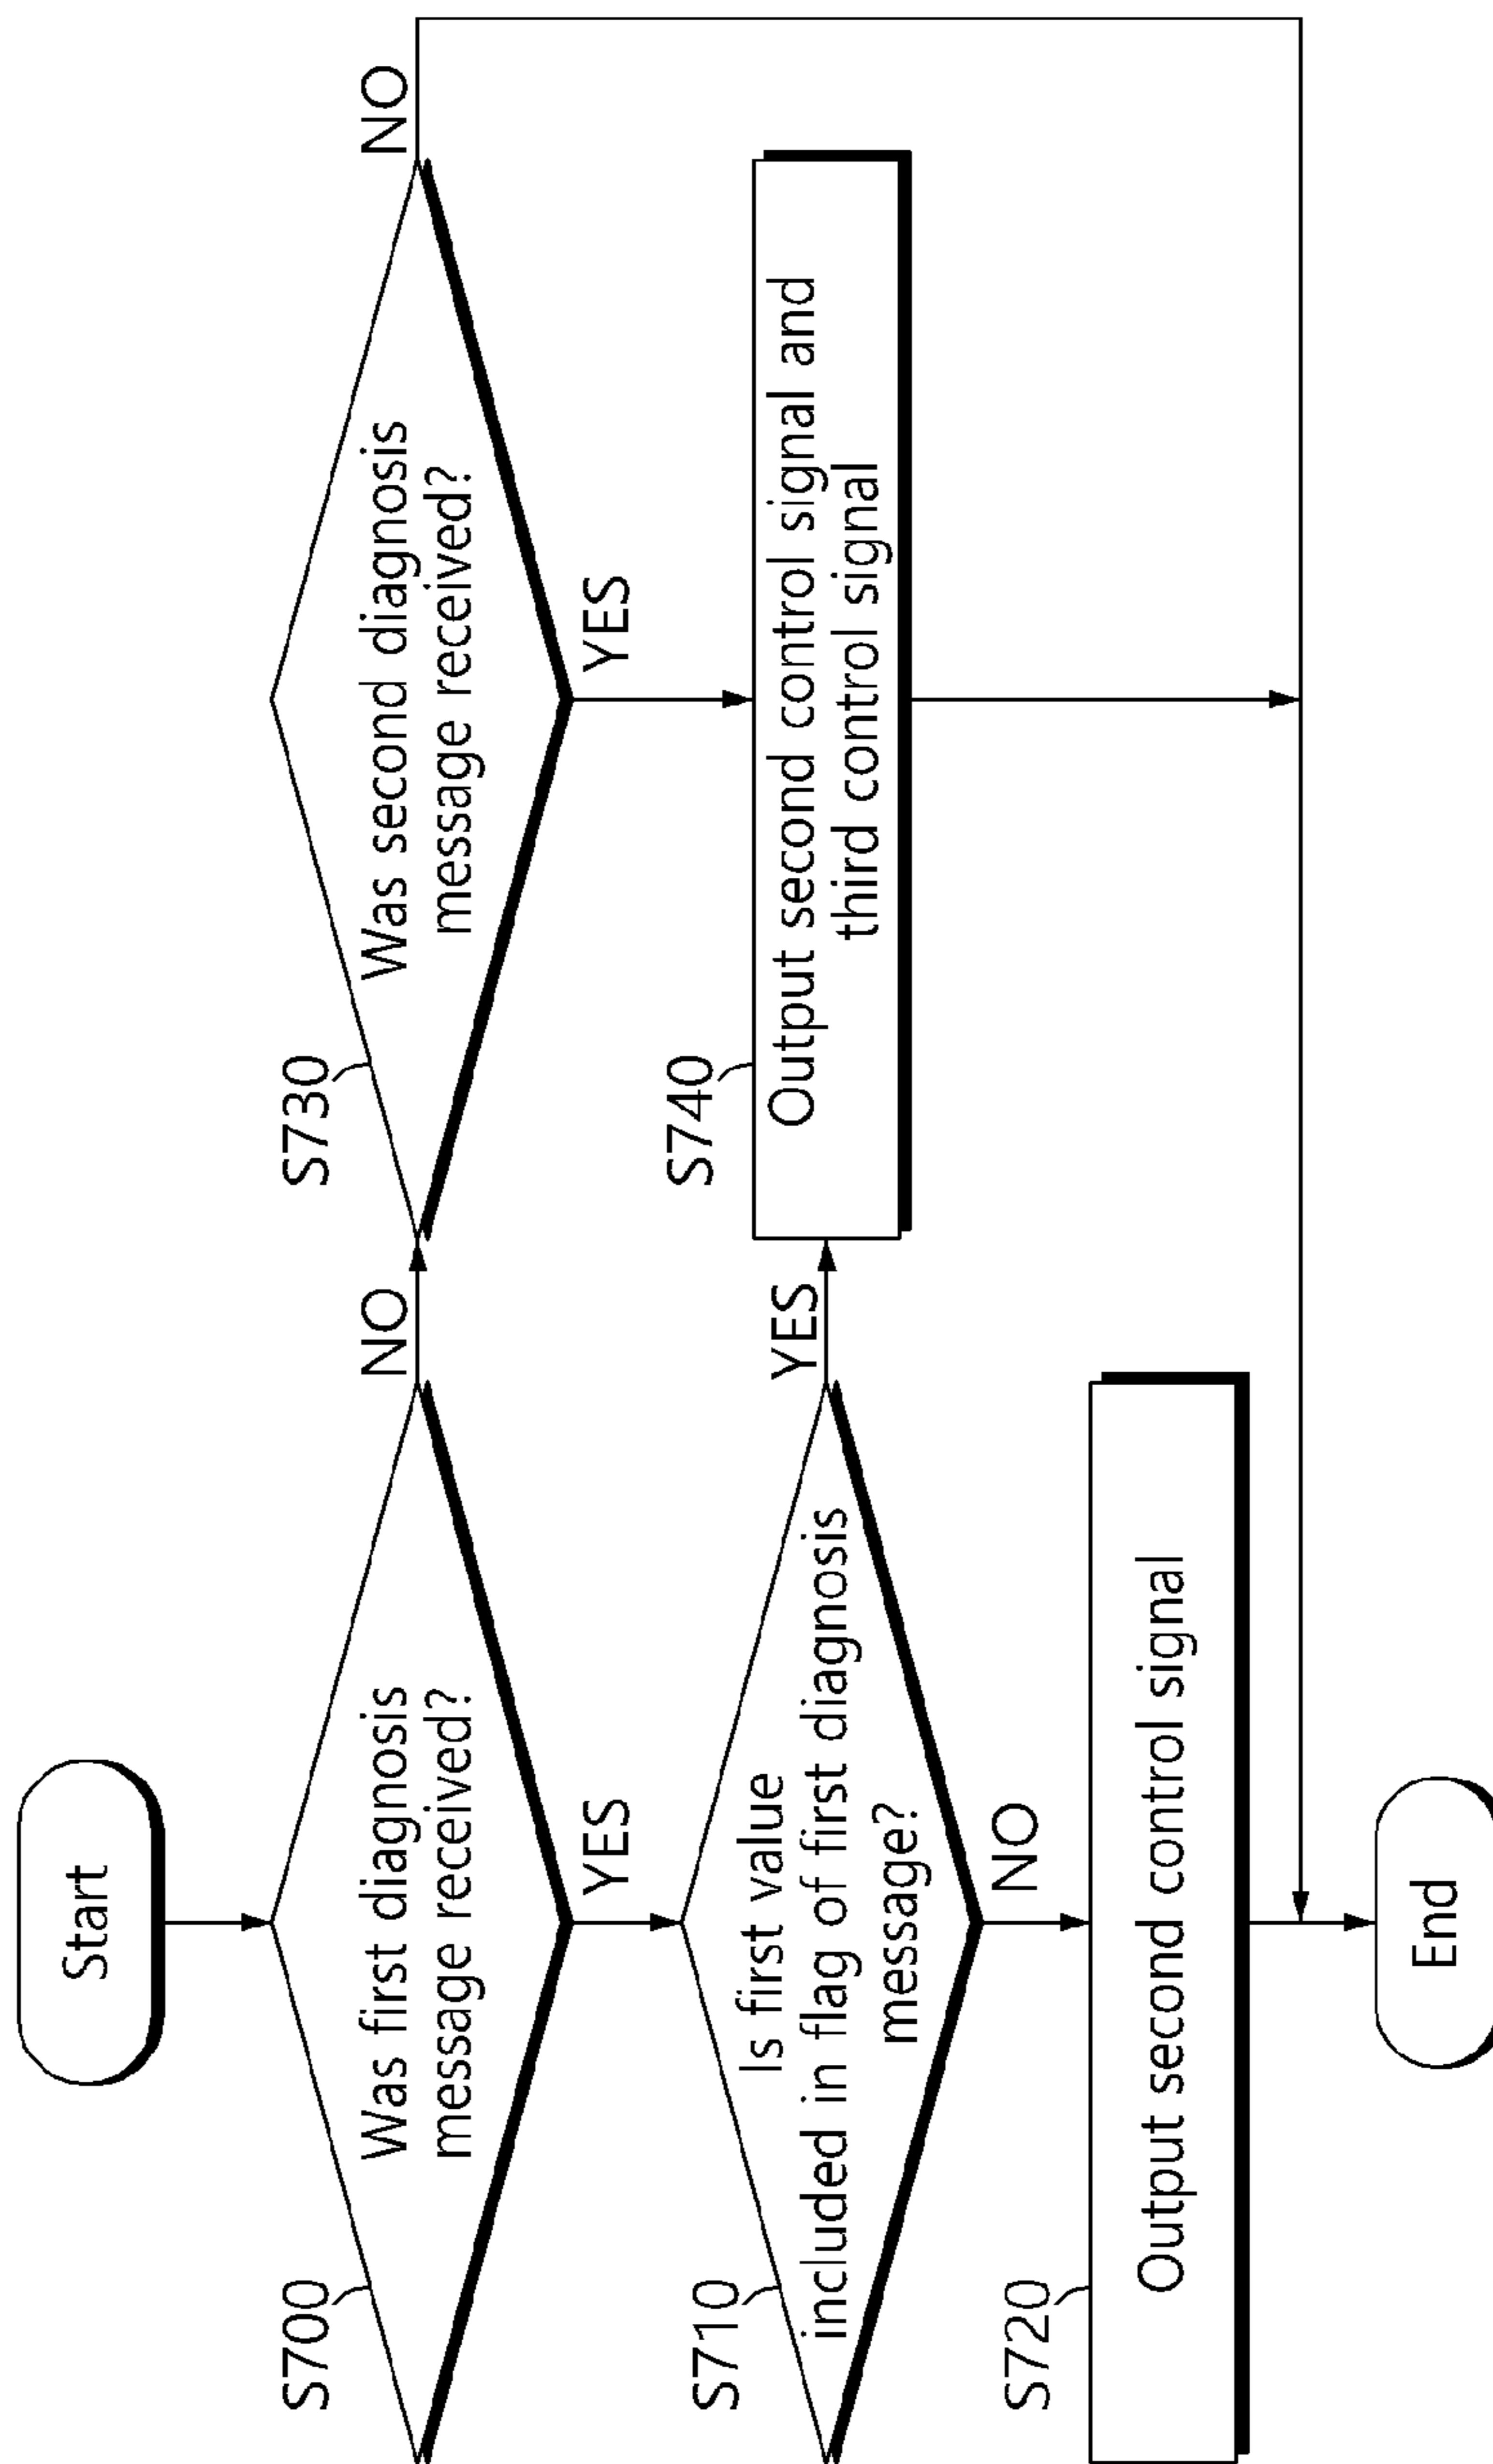 Start
S700
Was first diagnosis
message received?
NO
YES
S730
Was second diagnosis
message received?
NO
YES
S710
Is first value
included in flag of first diagnosis
message?
YES
NO
S740
Output second control signal and
third control signal
S720
Output second control signal
End